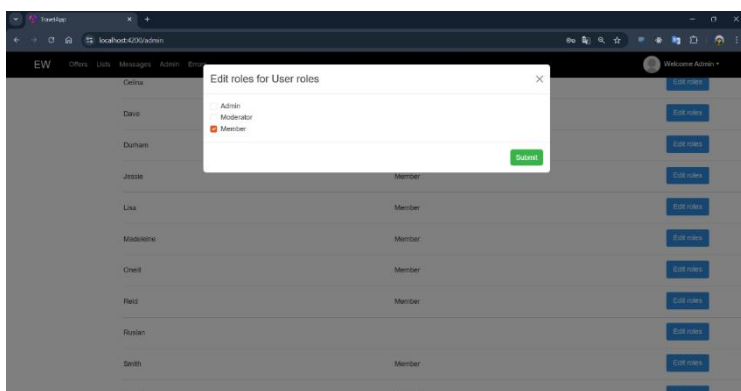 TravelApp
localhost:4200/admin
EW Offers Lists Messages Admin Errors Welcome Admin
Edit roles for User roles
Admin
Moderator
Member
Submit
Celina Edit roles
Dave Edit roles
Durham Edit roles
Jessie Member Edit roles
Lisa Member Edit roles
Madeleine Member Edit roles
Oneill Member Edit roles
Reid Member Edit roles
Ruslan Edit roles
Smith Member Edit roles